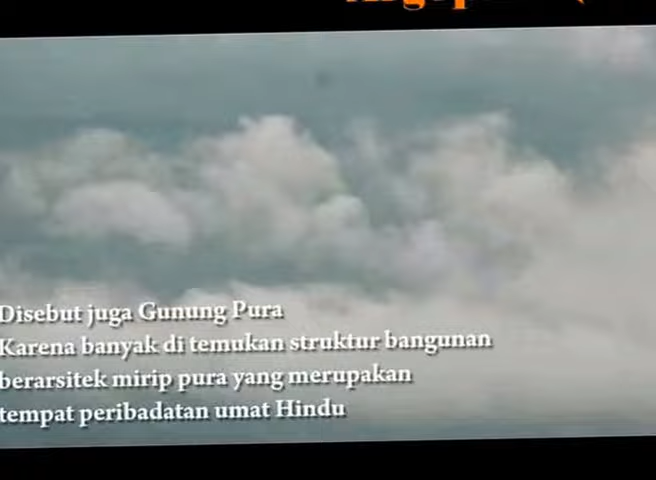 Disebut juga Gunung Pura
Karena banyak di temukan struktur bangunan
berarsitek mirip pura yang merupakan
tempat peribadatan umat Hindu